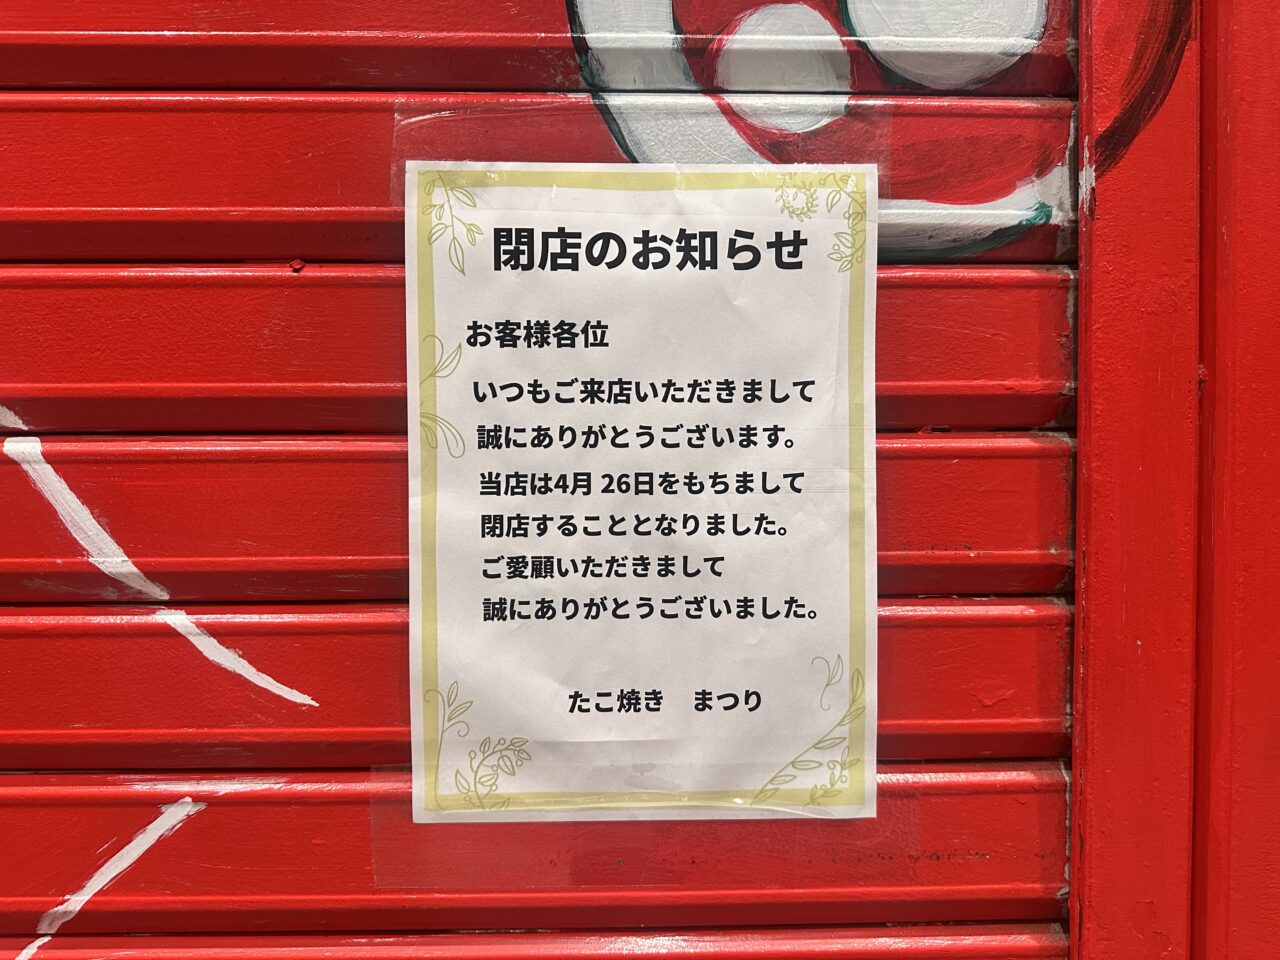 閉店のお知らせ
お客様各位
いつもご来店いただきまして
誠にありがとうございます。
当店は4月 26日をもちまして
閉店することとなりました。
ご愛顧いただきまして
誠にありがとうございました。
たこ焼き　まつり